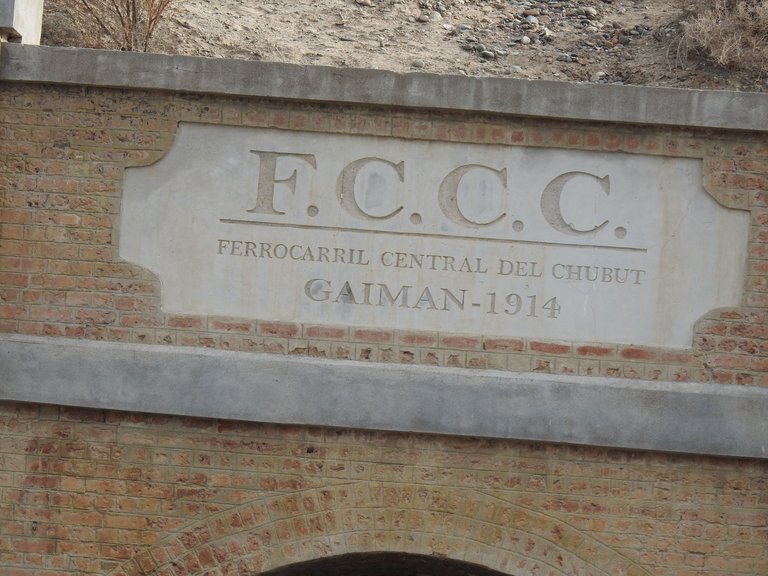 F.C.C.C.
FERROCARRIL CENTRAL DEL CHUBUT
GAIMAN-1914